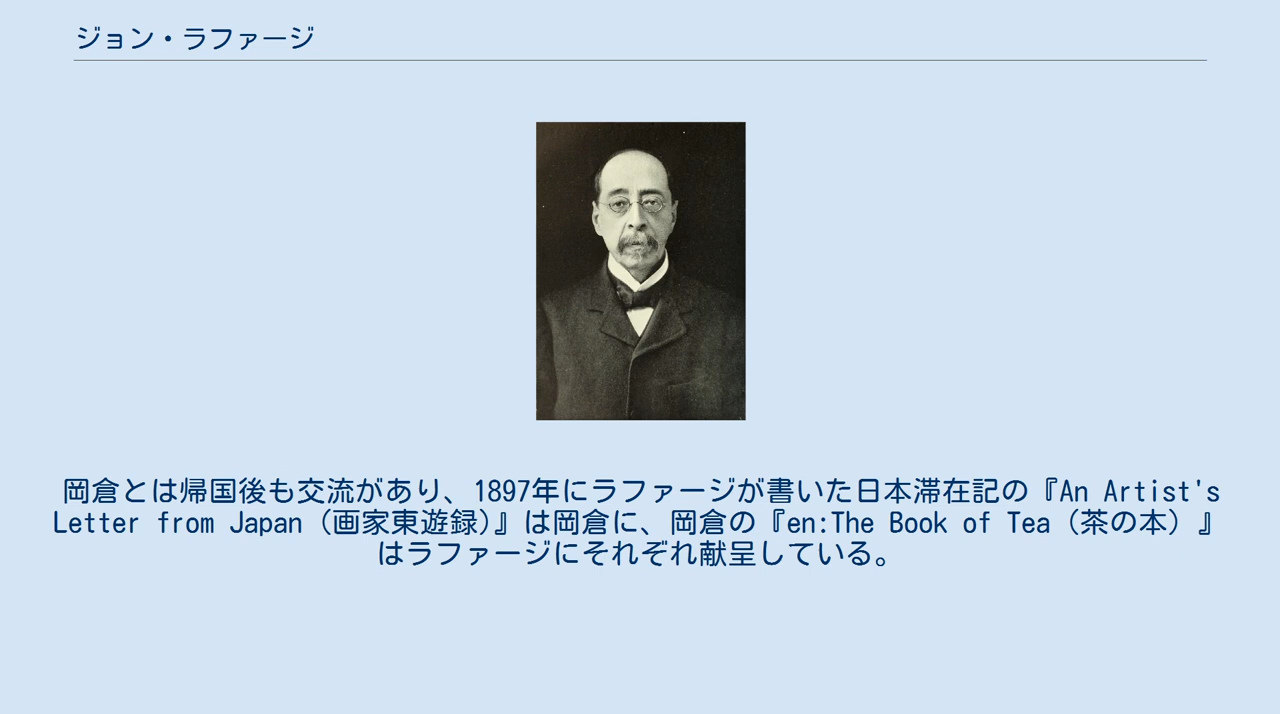 ジョン・ラファージ
岡倉とは帰国後も交流があり、1897年にラファージが書いた日本滞在記の『An Artist's
Letter from Japan（画家東遊録)』は岡倉に、岡倉の『en:The Book of Tea（茶の本）』
はラファージにそれぞれ献呈している。